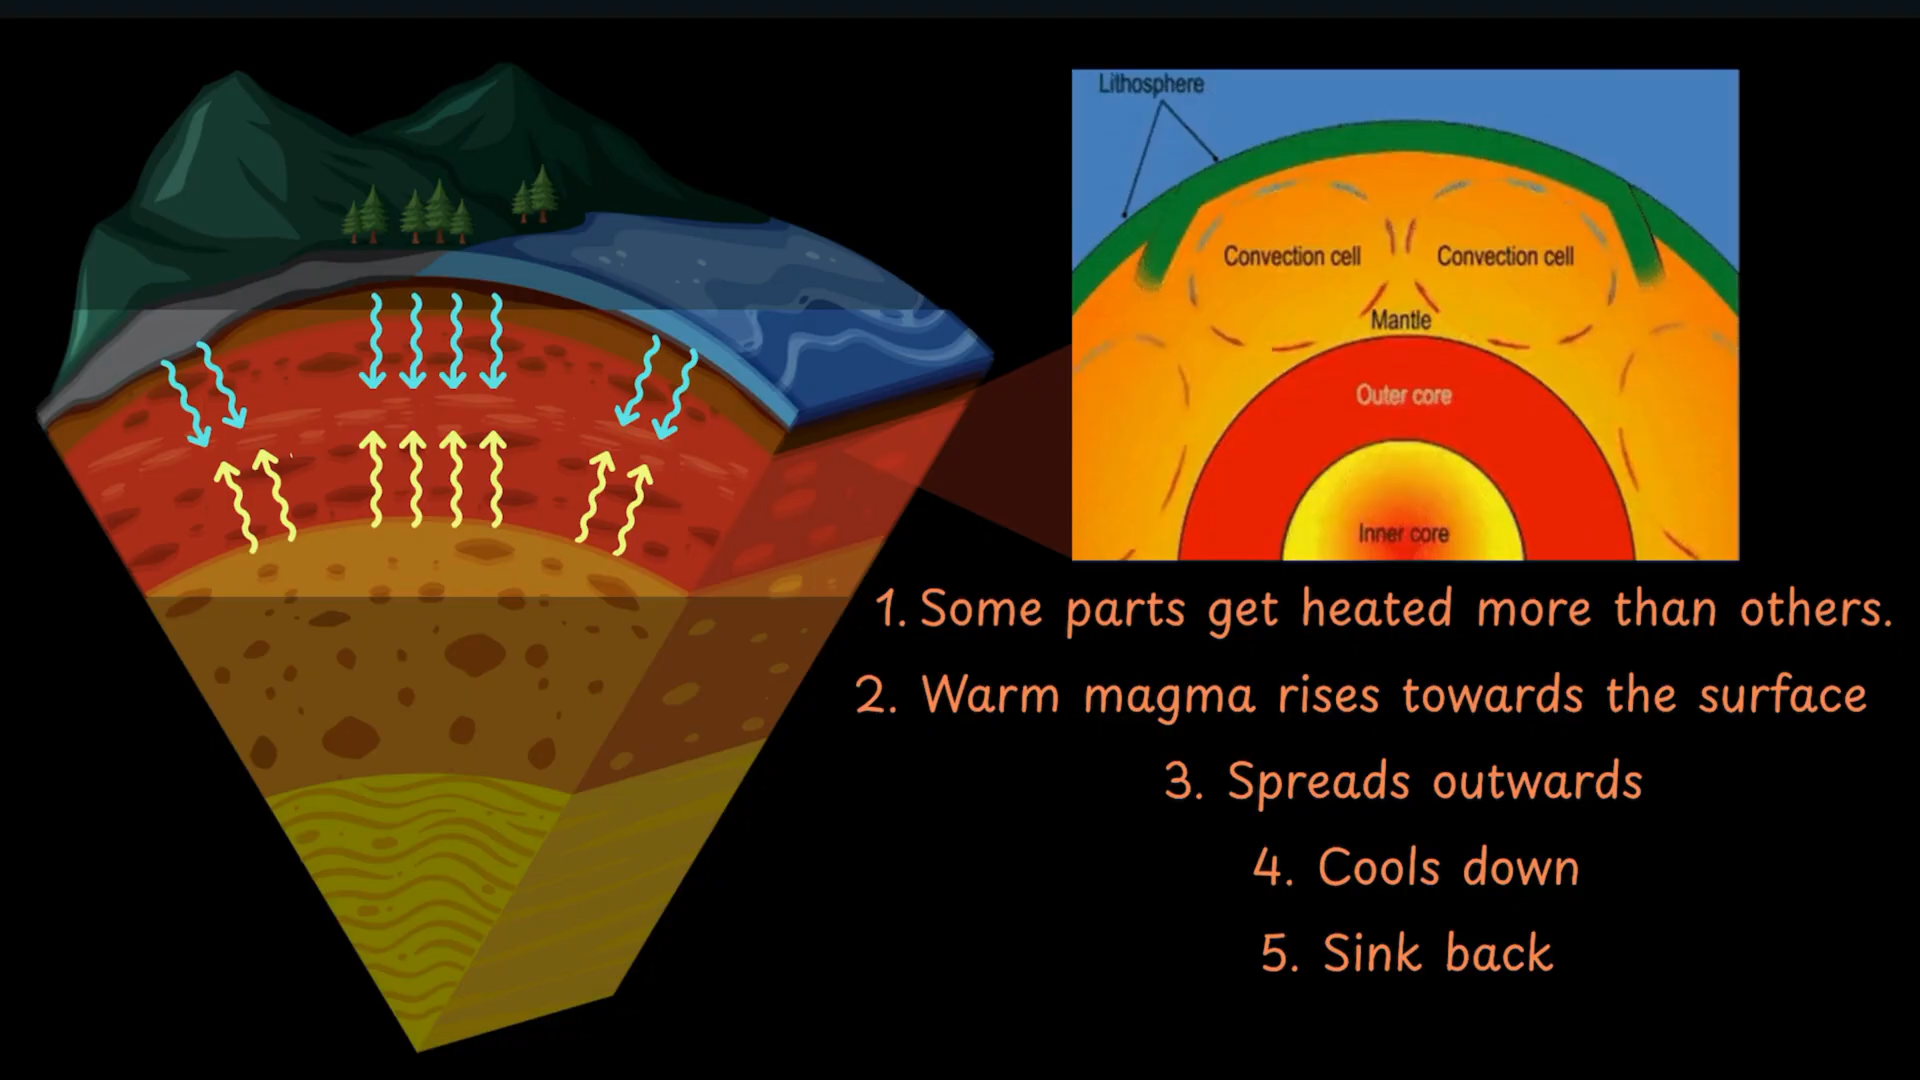 Lithosphere
Convection cell
Convection cell
Mantle
Outer core
Inner core
1. Some parts get heated more than others.
2. Warm magma rises towards the surface
3. Spreads outwards
4. Cools down
5. Sink back